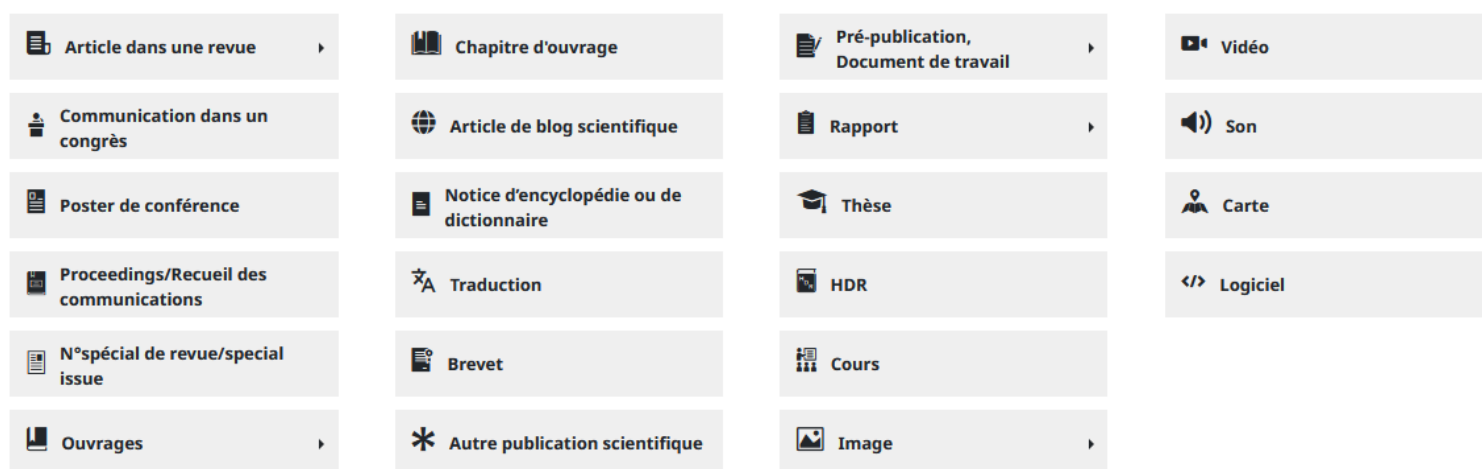 Article dans une revue
Communication dans un
congrès
Poster de conférence
Proceedings/Recueil des
communications
N°spécial de revue/special
issue
Ouvrages
Chapitre d'ouvrage
Article de blog scientifique
Notice d’encyclopédie ou de
dictionnaire
Traduction
Brevet
Autre publication scientifique
Pré-publication,
Document de travail
Rapport
Thèse
HDR
Cours
Image
Vidéo
Son
Carte
Logiciel